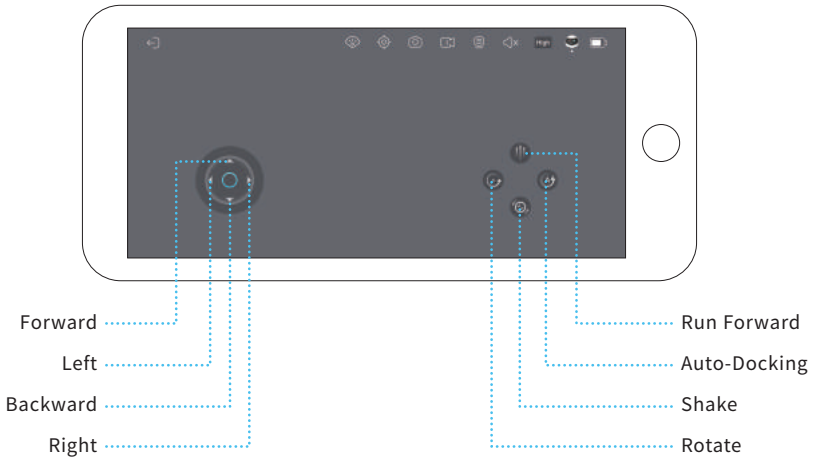 High
Forward
Left
Backward
Right
Run Forward
Auto-Docking
Shake
Rotate